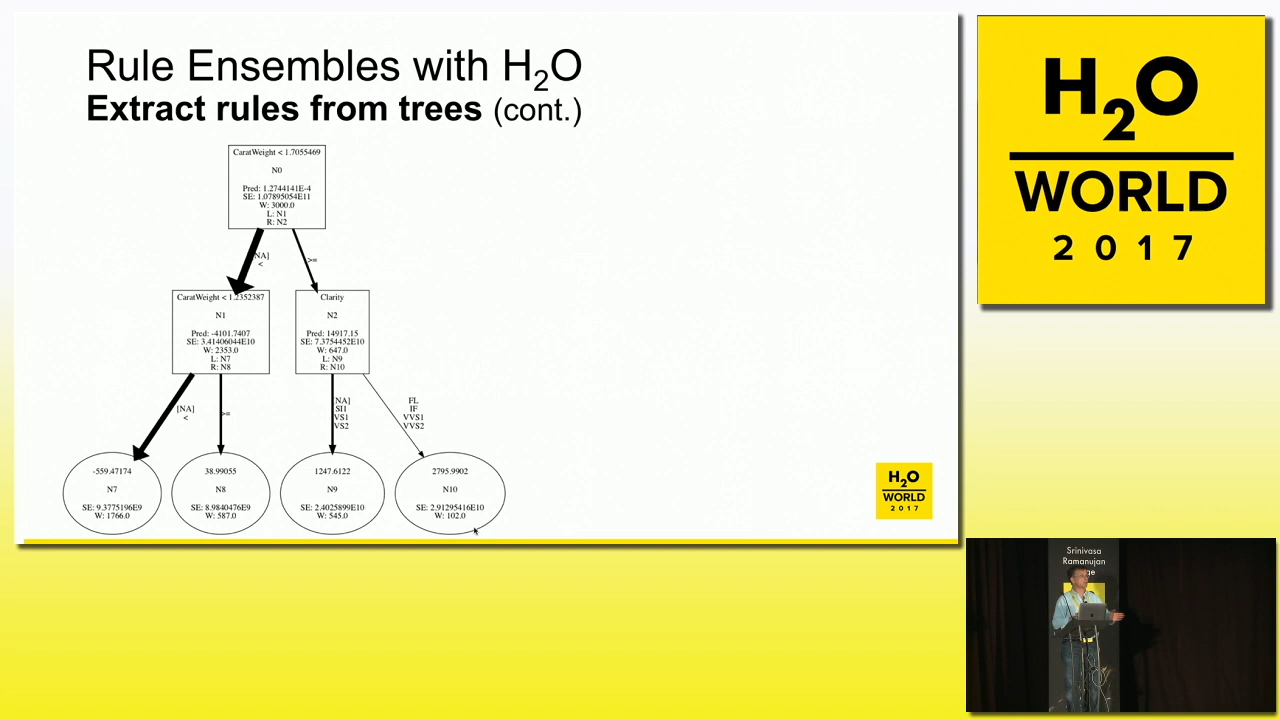 Rule Ensembles with H2O
Extract rules from trees (cont.)
CaratWeight < 1.7055469
N0
Pred: 1.2744141E-4
SE: 1.07895054E11
W: 3000.0
L: N1
R: N2
[NA]
<
>=
CaratWeight < 1.2352387
N1
Pred: -4101.7407
SE: 3.41406044E10
W: 2353.0
L: N7
R: N8
Clarity
N2
Pred: 14917.15
SE: 7.3754452E10
W: 647.0
L: N9
R: N10
[NA]
<
>=
[NA]
SI1
VS1
VS2
FL
IF
VVS1
VVS2
-559.47174
N7
SE: 9.3775196E9
W: 1766.0
38.99055
N8
SE: 8.9840476E9
W: 587.0
1247.6122
N9
SE: 2.4025899E10
W: 545.0
2795.9902
N10
SE: 2.91295416E10
W: 102.0
H2O
WORLD
2017
H2O
WORLD
2017
Srinivasa
Ramanujan